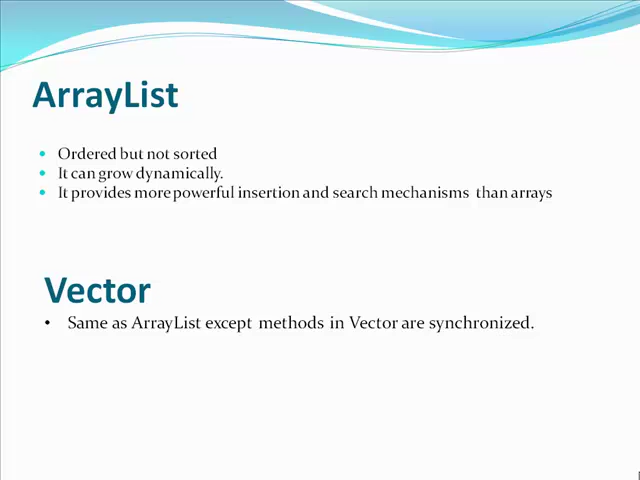 ArrayList
• Ordered but not sorted
• It can grow dynamically.
• It provides more powerful insertion and search mechanisms than arrays
Vector
• Same as ArrayList except methods in Vector are synchronized.